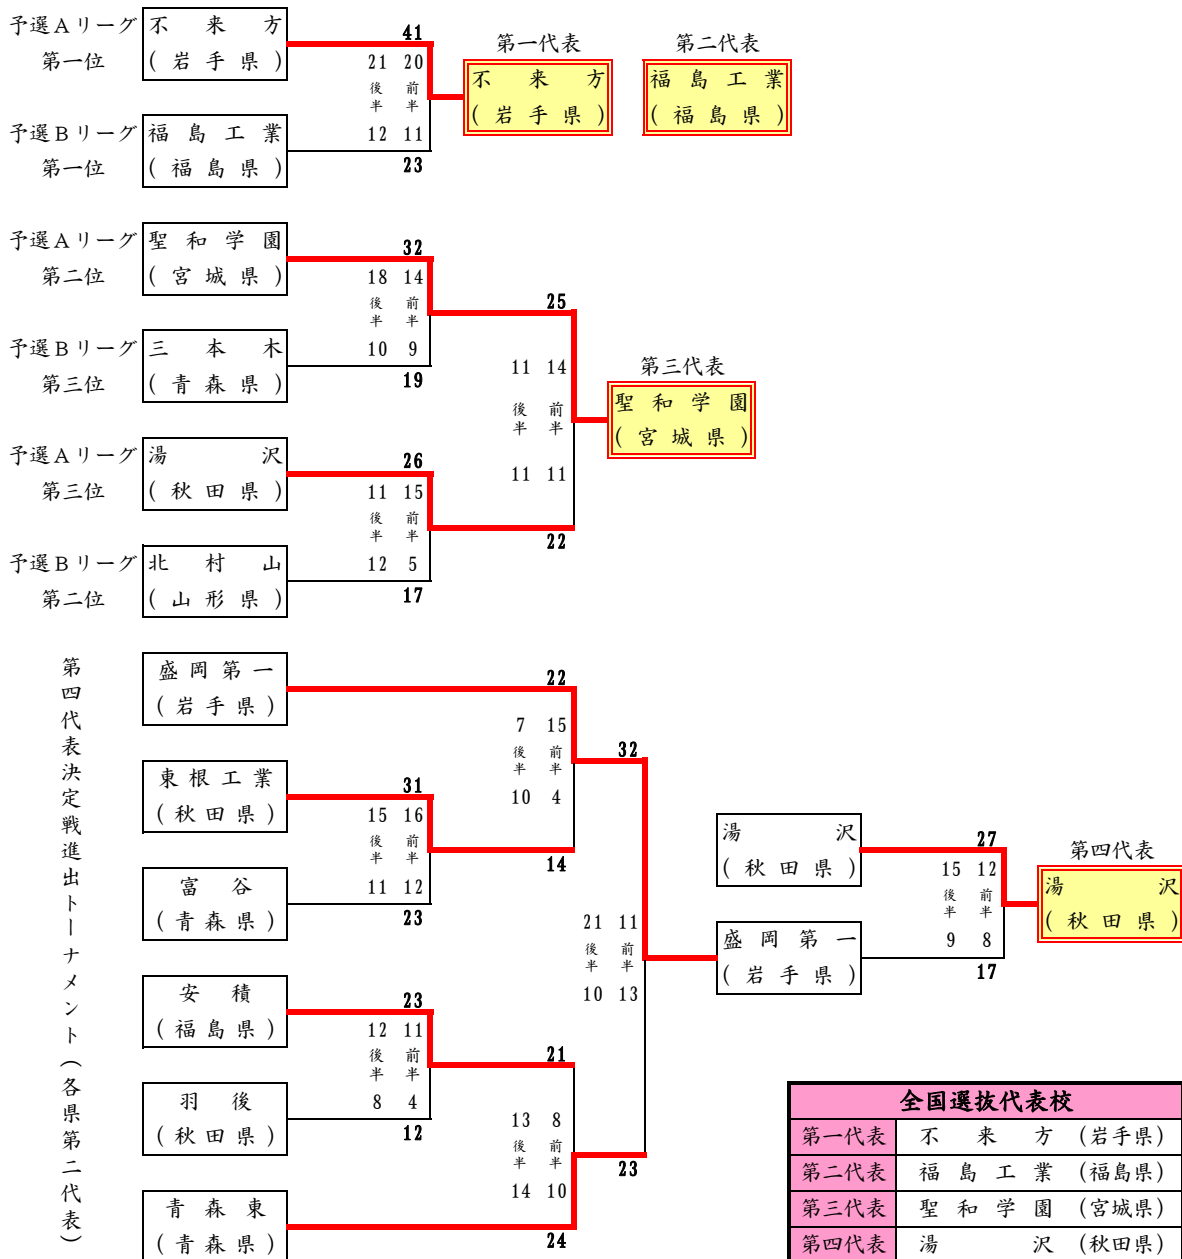 予選Aリーグ
第一位
不来方
(岩手県)
41
21 20
後半 前半
12 11
23
予選Bリーグ
第一位
福島工業
(福島県)
第一代表
不来方
(岩手県)
第二代表
福島工業
(福島県)
予選Aリーグ
第二位
聖和学園
(宮城県)
32
18 14
後半 前半
10 9
19
予選Bリーグ
第三位
三本木
(青森県)
25
11 14
後半 前半
11 11
22
第三代表
聖和学園
(宮城県)
予選Aリーグ
第三位
湯沢
(秋田県)
26
11 15
後半 前半
12 5
17
予選Bリーグ
第二位
北村山
(山形県)
第四代表決定戦進出トーナメント(各県第二代表)
盛岡第一
(岩手県)
22
7 15
後半 前半
10 4
14
東根工業
(秋田県)
31
15 16
後半 前半
11 12
23
富谷
(青森県)
32
21 11
後半 前半
10 13
23
安積
(福島県)
23
12 11
後半 前半
8 4
12
羽後
(秋田県)
21
13 8
後半 前半
14 10
24
青森東
(青森県)
湯沢
(秋田県)
27
15 12
後半 前半
9 8
17
盛岡第一
(岩手県)
第四代表
湯沢
(秋田県)
全国選抜代表校
第一代表 不来方 (岩手県)
第二代表 福島工業 (福島県)
第三代表 聖和学園 (宮城県)
第四代表 湯沢 (秋田県)